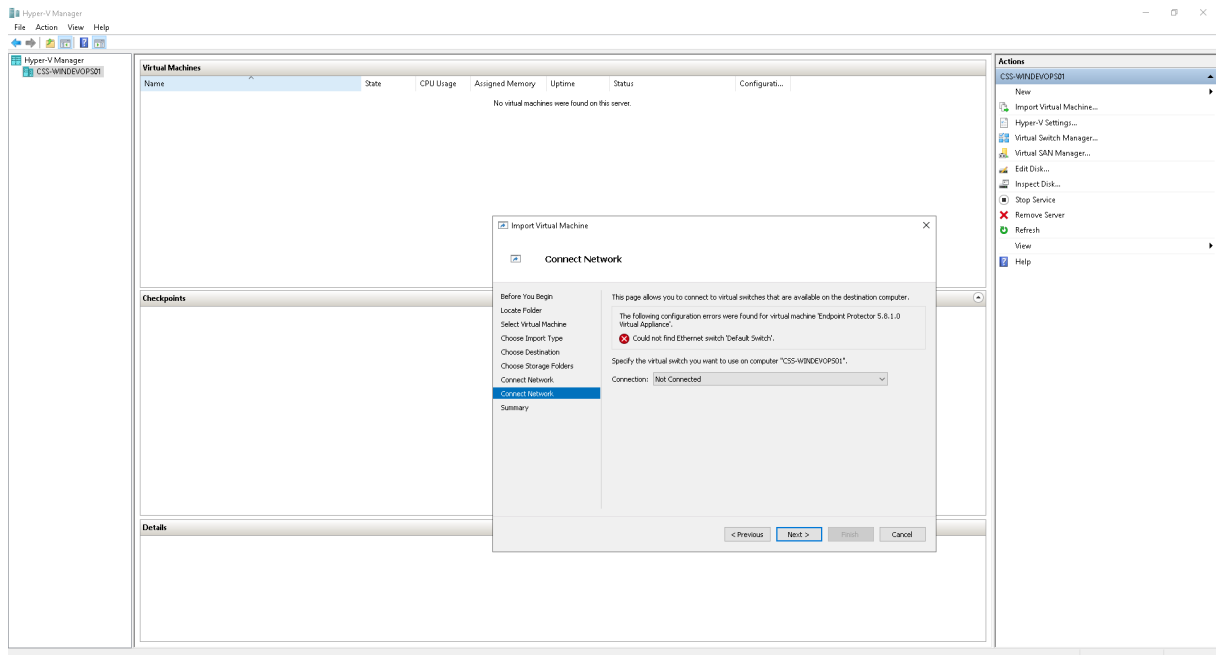 Hyper-V Manager
File Action View Help
Hyper-V Manager
CSS-WINDEVOPS01
Virtual Machines
Name State CPU Usage Assigned Memory Uptime Status Configurati...
No virtual machines were found on this server.
Checkpoints
Details
Import Virtual Machine
Connect Network
Before You Begin
Locate Folder
Select Virtual Machine
Choose Import Type
Choose Destination
Choose Storage Folders
Connect Network
Connect Network
Summary
This page allows you to connect to virtual switches that are available on the destination computer.
The following configuration errors were found for virtual machine 'Endpoint Protector 5.8.1.0
Virtual Appliance'.
Could not find Ethernet switch 'Default Switch'.
Specify the virtual switch you want to use on computer "CSS-WINDEVOPS01".
Connection: Not Connected
< Previous Next > Finish Cancel
Actions
CSS-WINDEVOPS01
New
Import Virtual Machine...
Hyper-V Settings...
Virtual Switch Manager...
Virtual SAN Manager...
Edit Disk...
Inspect Disk...
Stop Service
Remove Server
Refresh
View
Help